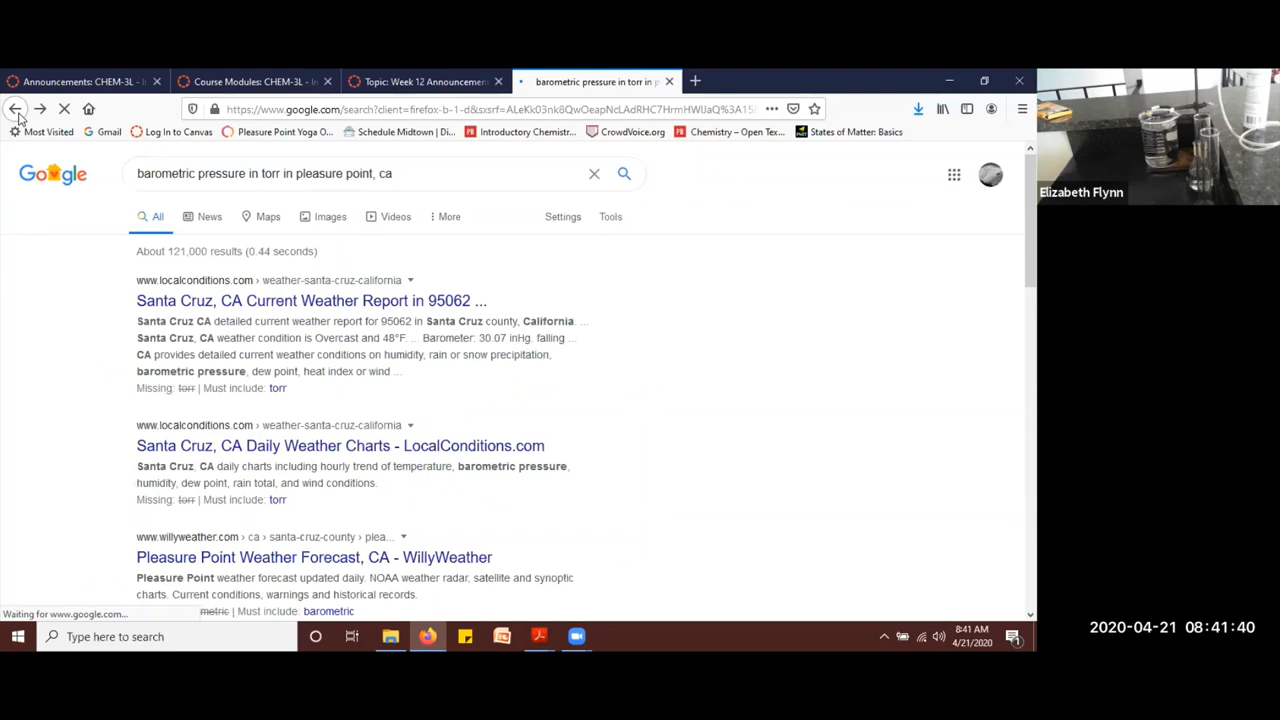 Announcements: CHEM-3L - I
Course Modules: CHEM-3L - I
Topic: Week 12 Announcemen
barometric pressure in torr in p
https://www.google.com/search?client=firefox-b-1-d&sxsrf=ALeKk03nk8QwOeapNcLAdRHC7HrmHWUaQ%3A15
Most Visited
Gmail
Log In to Canvas
Pleasure Point Yoga O...
Schedule Midtown | Di...
Introductory Chemistr...
CrowdVoice.org
Chemistry – Open Tex...
States of Matter: Basics
Google
barometric pressure in torr in pleasure point, ca
All
News
Maps
Images
Videos
More
Settings
Tools
About 121,000 results (0.44 seconds)
www.localconditions.com › weather-santa-cruz-california
Santa Cruz, CA Current Weather Report in 95062 ...
Santa Cruz CA detailed current weather report for 95062 in Santa Cruz county, California. ...
Santa Cruz, CA weather condition is Overcast and 48°F. ... Barometer: 30.07 inHg. falling ...
CA provides detailed current weather conditions on humidity, rain or snow precipitation,
barometric pressure, dew point, heat index or wind ...
Missing: torr | Must include: torr
www.localconditions.com › weather-santa-cruz-california
Santa Cruz, CA Daily Weather Charts - LocalConditions.com
Santa Cruz, CA daily charts including hourly trend of temperature, barometric pressure,
humidity, dew point, rain total, and wind conditions.
Missing: torr | Must include: torr
www.willyweather.com › ca › santa-cruz-county › plea...
Pleasure Point Weather Forecast, CA - WillyWeather
Pleasure Point weather forecast updated daily. NOAA weather radar, satellite and synoptic
charts. Current conditions, warnings and historical records.
metric | Must include: barometric
Waiting for www.google.com...
Type here to search
8:41 AM
4/21/2020
Elizabeth Flynn
2020-04-21 08:41:40